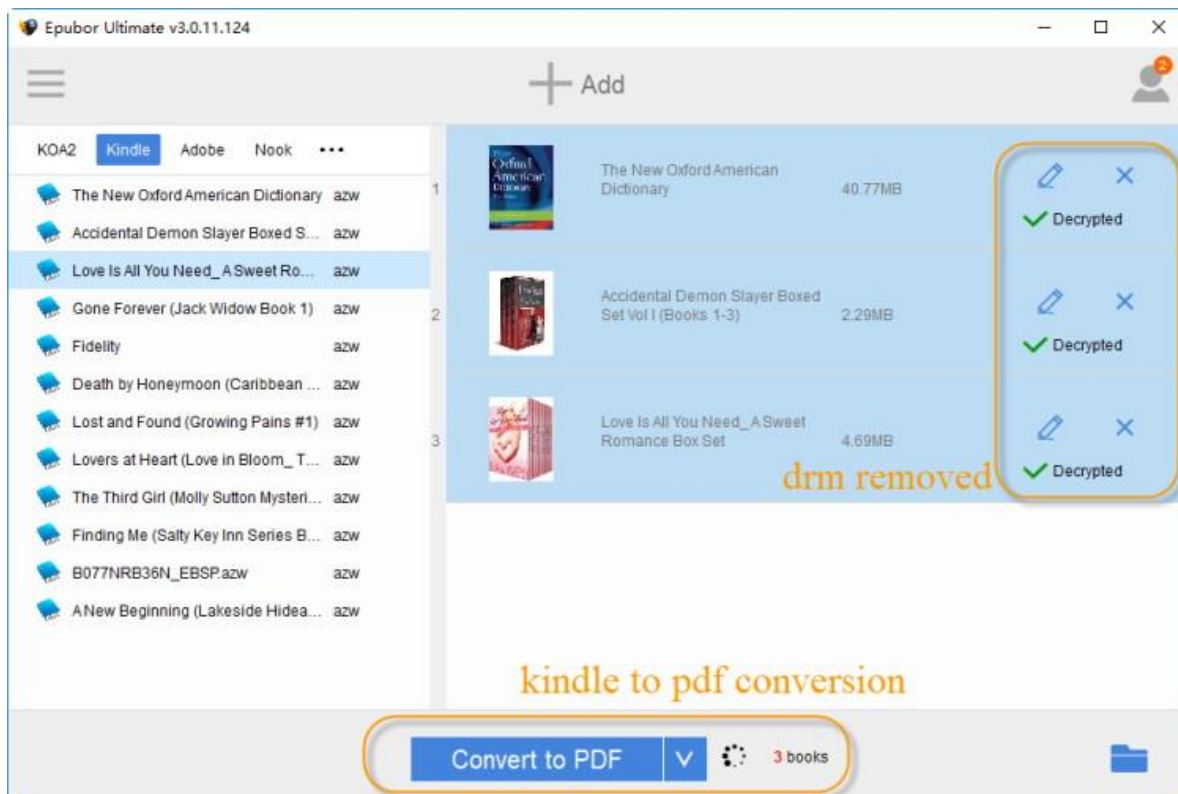 Epubor Ultimate v3.0.11.124
Add
2
KOA2 Kindle Adobe Nook •••
The New Oxford American Dictionary azw
Accidental Demon Slayer Boxed S... azw
Love Is All You Need_ A Sweet Ro... azw
Gone Forever (Jack Widow Book 1) azw
Fidelity azw
Death by Honeymoon (Caribbean ... azw
Lost and Found (Growing Pains #1) azw
Lovers at Heart (Love in Bloom_ T... azw
The Third Girl (Molly Sutton Mysteri... azw
Finding Me (Salty Key Inn Series B... azw
B077NRB36N_EBSP.azw azw
A New Beginning (Lakeside Hidea... azw
1
Oxford
American
Dictionary
The New Oxford American
Dictionary
40.77MB
Decrypted
2
Accidental Demon Slayer Boxed
Set Vol I (Books 1-3)
2.29MB
Decrypted
3
Love Is All You Need_ A Sweet
Romance Box Set
4.69MB
Decrypted
drm removed
kindle to pdf conversion
Convert to PDF
3 books